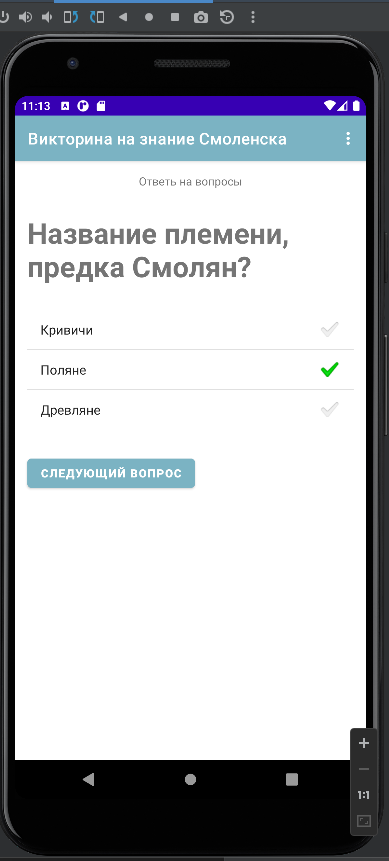 11:13
Викторина на знание Смоленска
Ответь на вопросы
Название племени,
предка Смолян?
Кривичи
Поляне
Древляне
СЛЕДУЮЩИЙ ВОПРОС
1:1